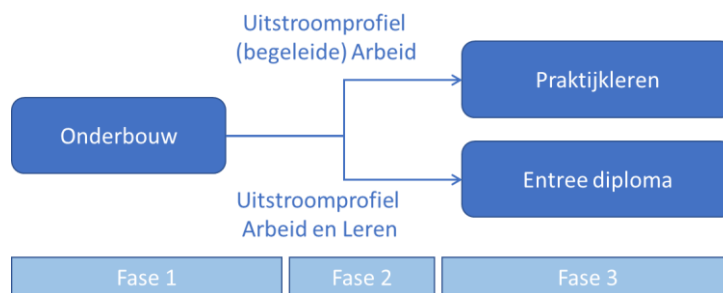 Uitstroomprofiel
(begeleide) Arbeid
Praktijkleren
Onderbouw
Entree diploma
Uitstroomprofiel
Arbeid en Leren
Fase 1
Fase 2
Fase 3